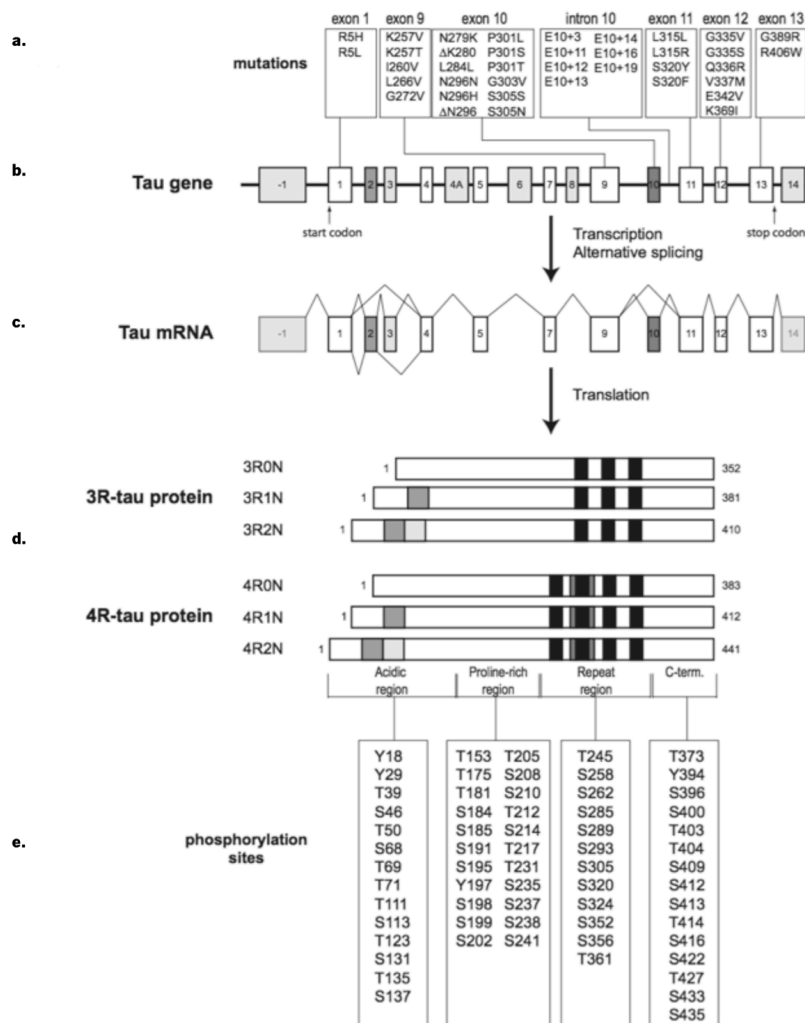 a.
mutations
exon 1
R5H
R5L
exon 9
K257V
K257T
I260V
L266V
G272V
exon 10
N279K P301L
ΔK280 P301S
L284L P301T
N296N G303V
N296H S305S
ΔN296 S305N
intron 10
E10+3 E10+14
E10+11 E10+16
E10+12 E10+19
E10+13
exon 11
L315L
L315R
S320Y
S320F
exon 12
G335V
G335S
Q336R
V337M
E342V
K369I
exon 13
G389R
R406W
b.
Tau gene
-1 1 2 3 4 4A 5 6 7 8 9 10 11 12 13 14
start codon
stop codon
Transcription
Alternative splicing
c.
Tau mRNA
-1 1 2 3 4 5 7 9 10 11 12 13 14
Translation
d.
3R-tau protein
3R0N 1 352
3R1N 1 381
3R2N 1 410
4R-tau protein
4R0N 1 383
4R1N 1 412
4R2N 1 441
Acidic
region
Proline-rich
region
Repeat
region
C-term.
e.
phosphorylation
sites
Y18
Y29
T39
S46
T50
S68
T69
T71
T111
S113
T123
S131
T135
S137
T153 T205
T175 S208
T181 S210
S184 T212
S185 S214
S191 T217
S195 T231
Y197 S235
S198 S237
S199 S238
S202 S241
T245
S258
S262
S285
S289
S293
S305
S320
S324
S352
S356
T361
T373
Y394
S396
S400
T403
T404
S409
S412
S413
T414
S416
S422
T427
S433
S435